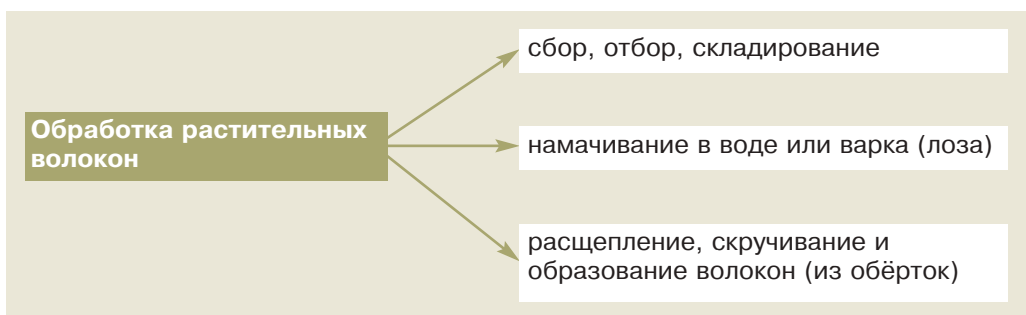 Обработка растительных
волокон
сбор, отбор, складирование
намачивание в воде или варка (лоза)
расщепление, скручивание и
образование волокон (из обёрток)